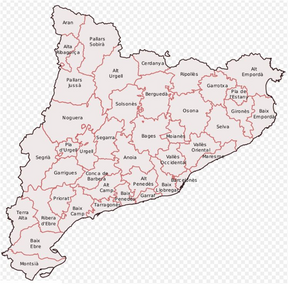 Aran
Pallars
Sobirà
Alta
Ribagorça
Alt
Urgell
Cerdanya
Ripollès
Alt
Empordà
Pallars
Jussà
Berguedà
Garrotxa
Pla de
l'Estany
Solsonès
Osona
Gironès
Baix
Empordà
Noguera
Selva
Segarra
Bages
Moianès
Pla
d'Urgell
Urgell
Vallès
Oriental
Maresme
Segrià
Anoia
Vallès
Occidental
Garrigues
Conca de
Barberà
Alt
Penedès
Baix
Llobregat
Barcelonès
Alt
Camp
Baix
Penedès
Garraf
Priorat
Baix
Camp
Tarragonès
Terra
Alta
Ribera
d'Ebre
Baix
Ebre
Montsià